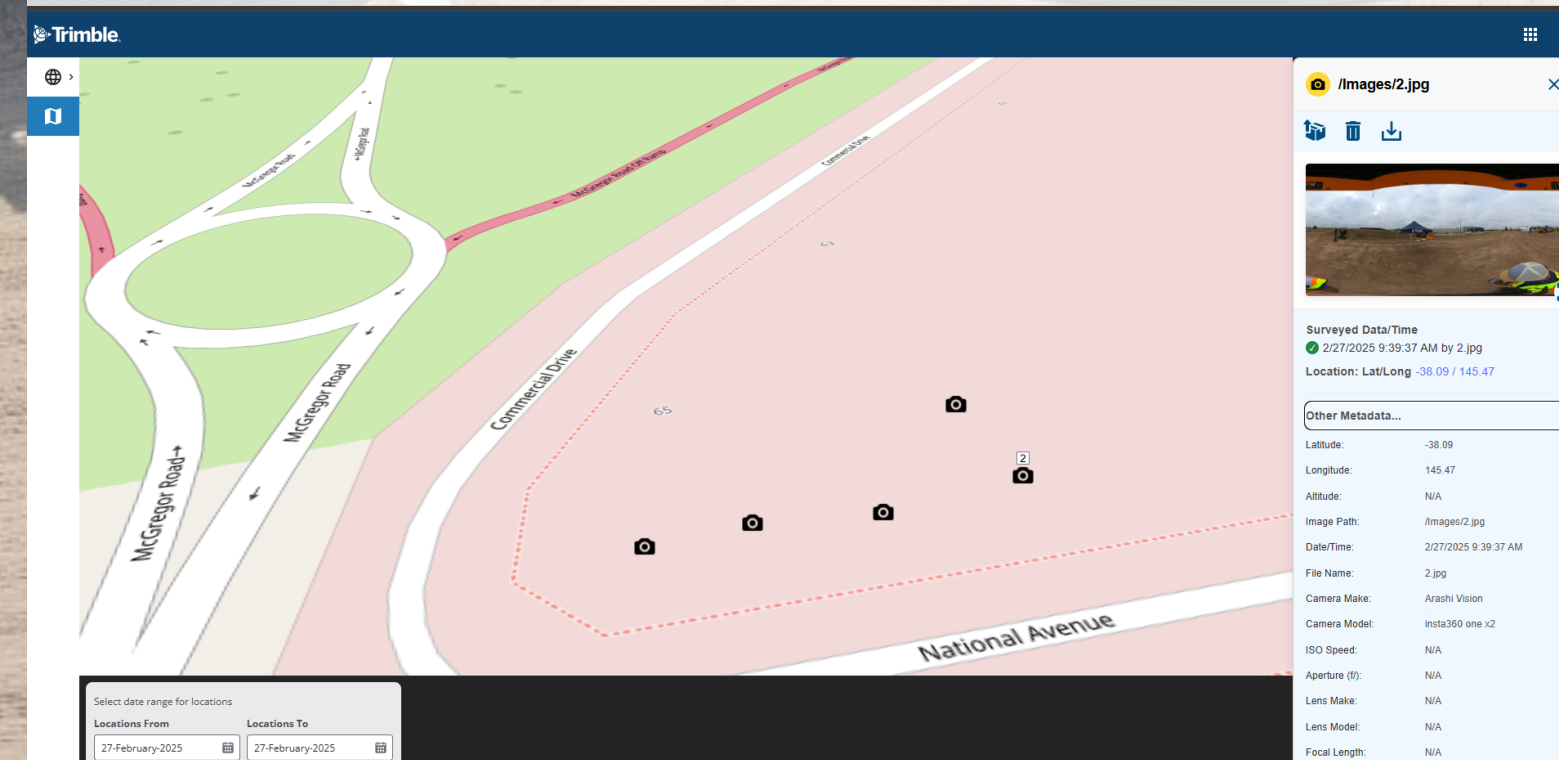 Trimble.
/Images/2.jpg
McGregor Road Off Ramp
McGregor Road
McGregor Road
Commercial Drive
63
Surveyed Data/Time
2/27/2025 9:39:37 AM by 2.jpg
Location: Lat/Long -38.09 / 145.47
McGregor Road
Commercial Drive
65
Other Metadata...
Latitude: -38.09
2
Longitude: 145.47
McGregor Road
Altitude: N/A
Image Path: /Images/2.jpg
Date/Time: 2/27/2025 9:39:37 AM
File Name: 2.jpg
Camera Make: Arashi Vision
Camera Model: insta360 one x2
National Avenue
ISO Speed: N/A
Aperture (f/): N/A
Lens Make: N/A
Lens Model: N/A
Focal Length: N/A
Select date range for locations
Locations From Locations To
27-February-2025 27-February-2025